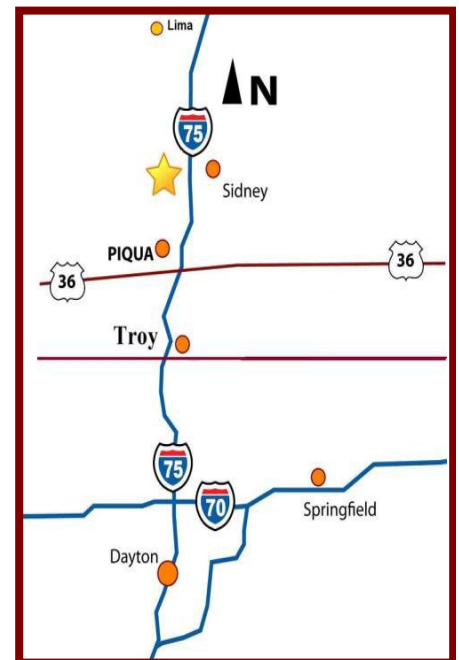 Lima
N
75
Sidney
PIQUA
36
36
Troy
75
70
Springfield
Dayton